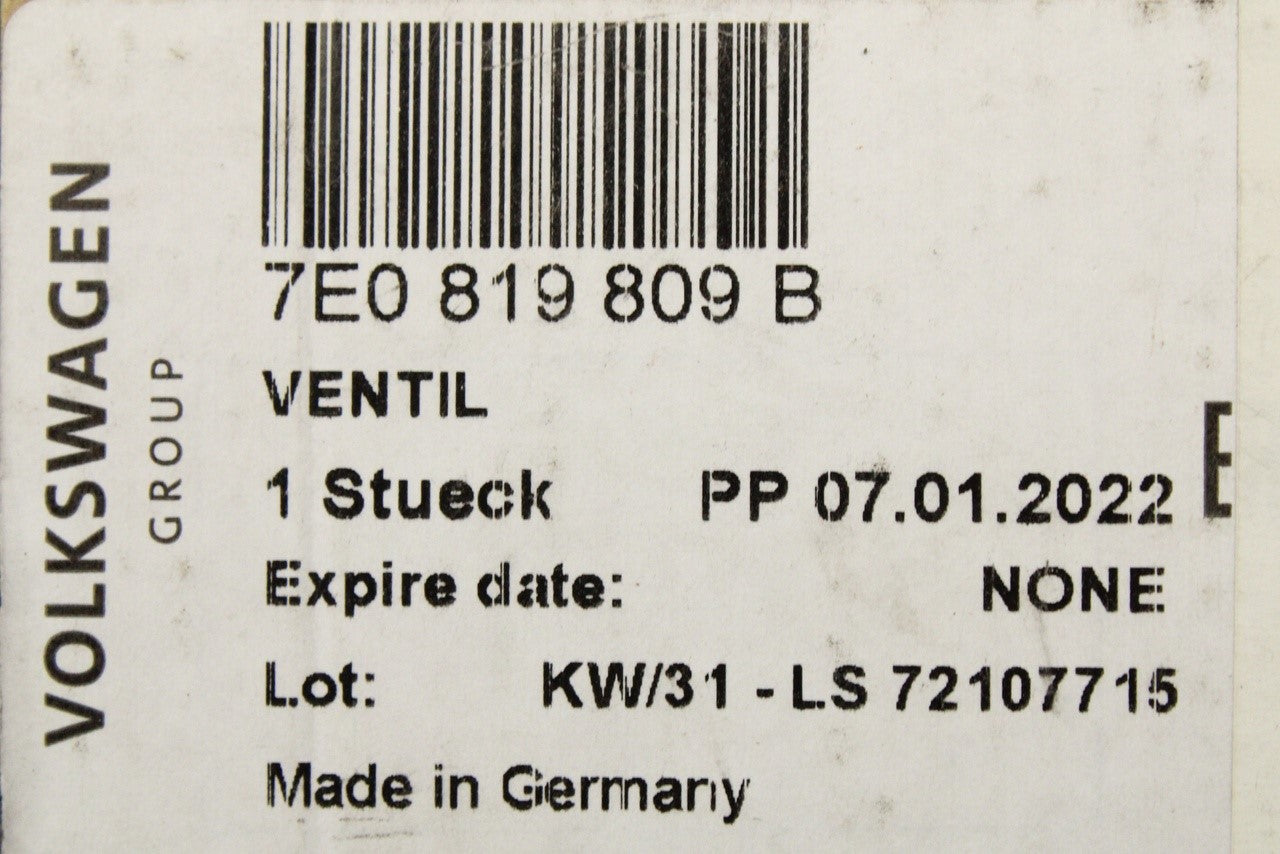 VOLKSWAGEN
GROUP
7E0 819 809 B
VENTIL
1 Stueck PP 07.01.2022
Expire date: NONE
Lot: KW/31 - LS 72107715
Made in Germany